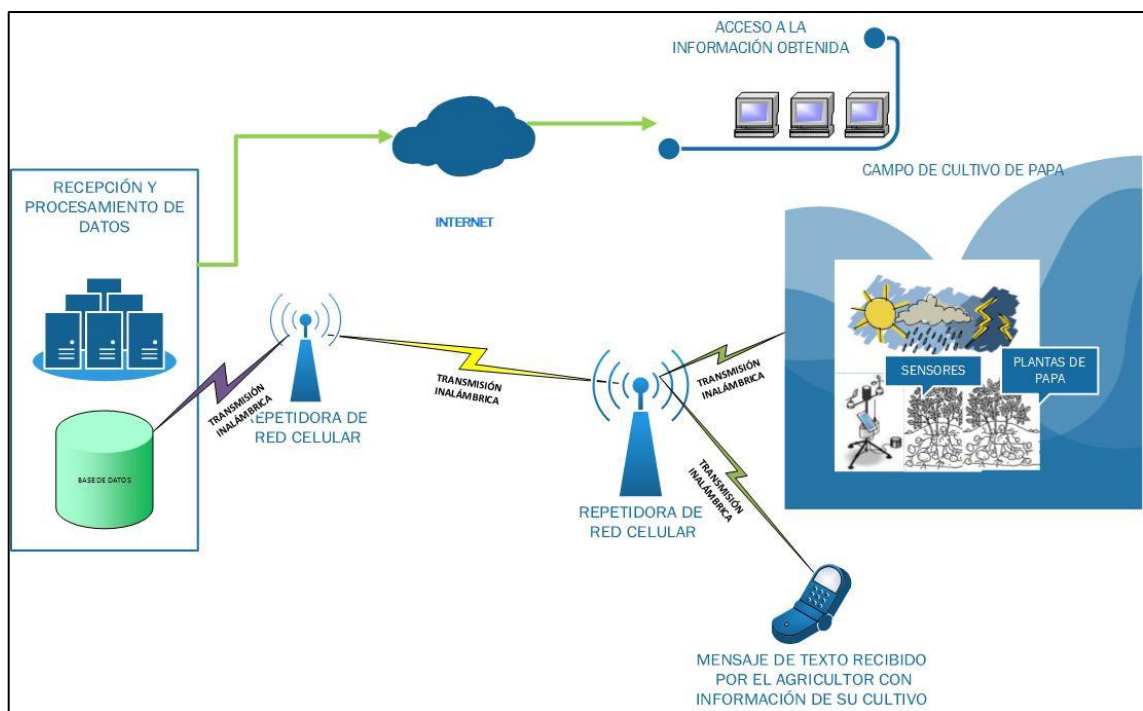 ACCESO A LA
INFORMACIÓN OBTENIDA
CAMPO DE CULTIVO DE PAPA
RECEPCIÓN Y
PROCESAMIENTO DE
DATOS
INTERNET
PLANTAS DE
PAPA
SENSORES
TRANSMISIÓN
INALÁMBRICA
TRANSMISIÓN
INALÁMBRICA
TRANSMISIÓN
INALÁMBRICA
EPETIDORA DE
RED CELULAR
BASE DE DATOS
TRANSMISIÓN
INALÁMBRICA
REPETIDORA DE
RED CELULAR
MENSAJE DE TEXTO RECIBIDO
POR EL AGRICULTOR CON
INFORMACIÓN DE SU CULTIVO